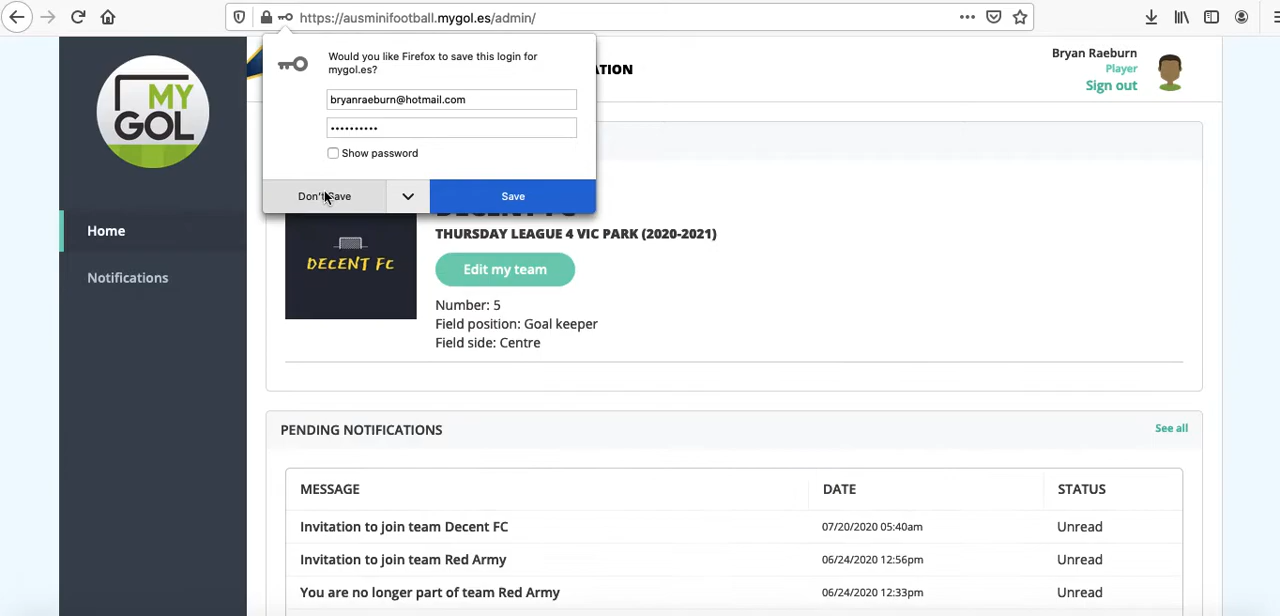 https://ausminifootball.mygol.es/admin/
Would you like Firefox to save this login for
mygol.es?
bryanraeburn@hotmail.com
Show password
Don't Save
Save
Bryan Raeburn
Player
Sign out
MY
GOL
Home
Notifications
DECENT FC
THURSDAY LEAGUE 4 VIC PARK (2020-2021)
Edit my team
Number: 5
Field position: Goal keeper
Field side: Centre
PENDING NOTIFICATIONS
See all
MESSAGE DATE STATUS
Invitation to join team Decent FC 07/20/2020 05:40am Unread
Invitation to join team Red Army 06/24/2020 12:56pm Unread
You are no longer part of team Red Army 06/24/2020 12:33pm Unread